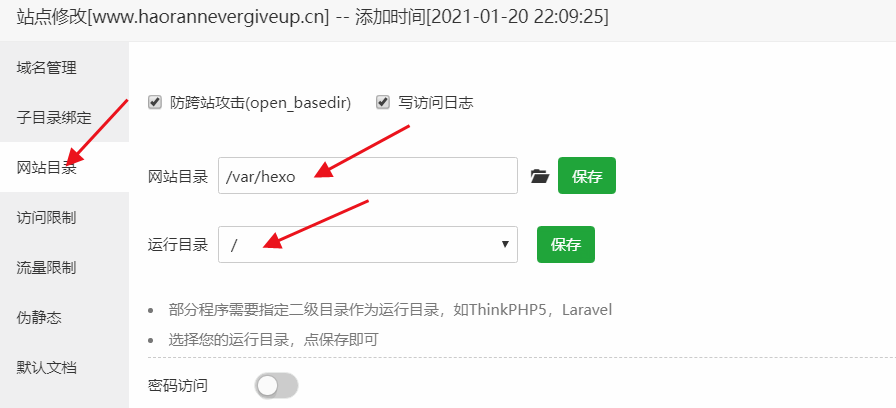 站点修改[www.haorannevergiveup.cn] -- 添加时间[2021-01-20 22:09:25]
域名管理
子目录绑定
网站目录
访问限制
流量限制
伪静态
默认文档
防跨站攻击(open_basedir) 写访问日志
网站目录 /var/hexo 保存
运行目录 / 保存
部分程序需要指定二级目录作为运行目录，如ThinkPHP5，Laravel
选择您的运行目录，点保存即可
密码访问